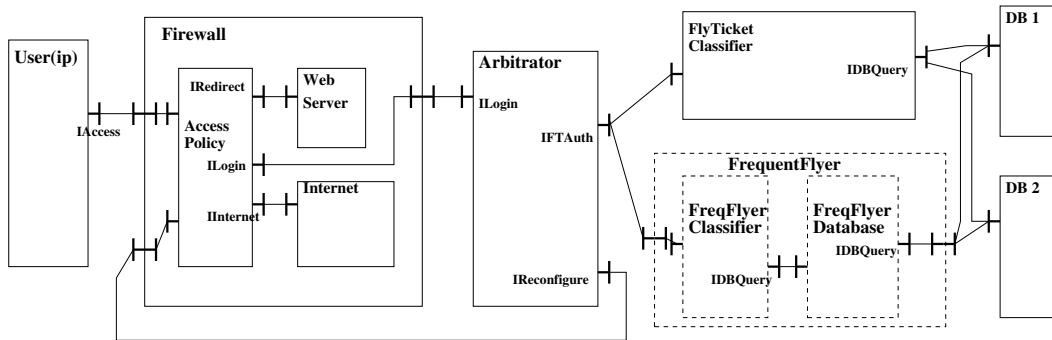 User(ip)
IAccess
Firewall
IRedirect
Access
Policy
ILogin
IInternet
Web
Server
Internet
Arbitrator
ILogin
IFTAuth
IReconfigure
FlyTicket
Classifier
IDBQuery
FrequentFlyer
FreqFlyer
Classifier
IDBQuery
FreqFlyer
Database
IDBQuery
DB 1
DB 2